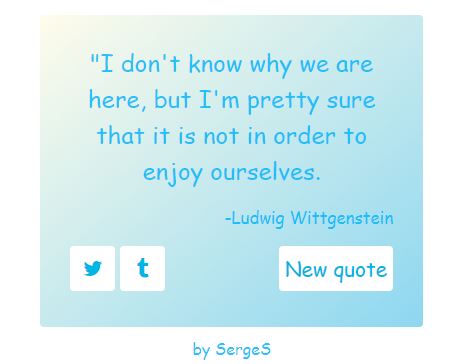 "I don't know why we are
here, but I'm pretty sure
that it is not in order to
enjoy ourselves.
-Ludwig Wittgenstein
New quote
by SergeS